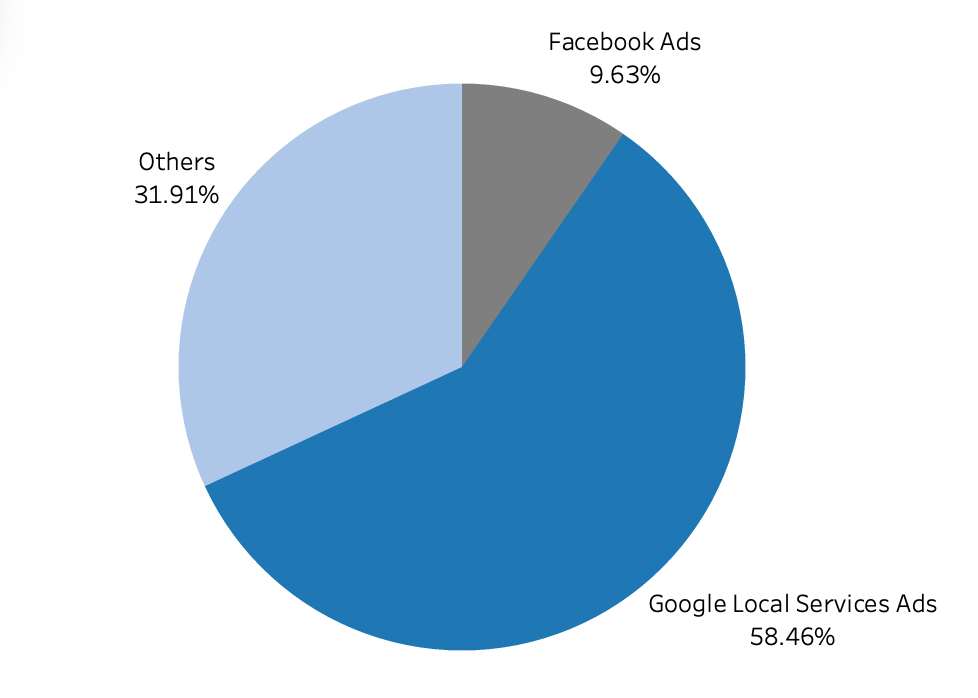 Facebook Ads
9.63%
Others
31.91%
Google Local Services Ads
58.46%